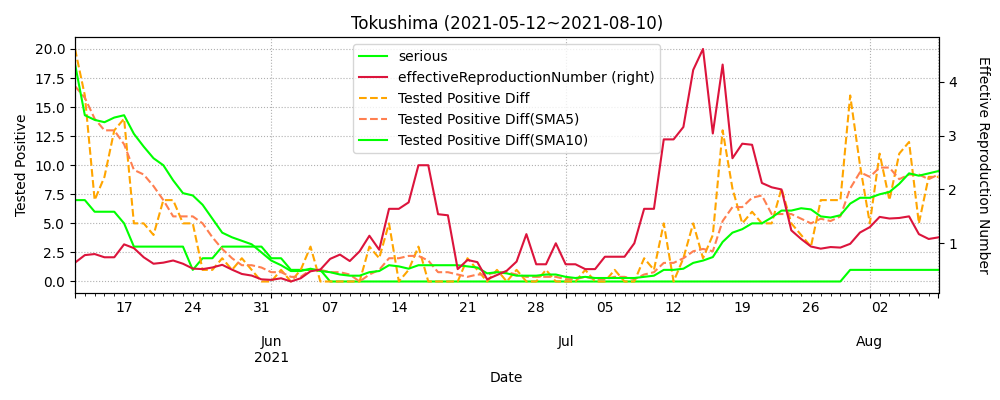 Tokushima (2021-05-12~2021-08-10)
serious
effectiveReproductionNumber (right)
Tested Positive Diff
Tested Positive Diff(SMA5)
Tested Positive Diff(SMA10)
Tested Positive
20.0
17.5
15.0
12.5
10.0
7.5
5.0
2.5
0.0
4
3
2
1
Effective Reproduction Number
17 24 31 07 14 21 28 05 12 19 26 02
Jun Jul Aug
2021
Date